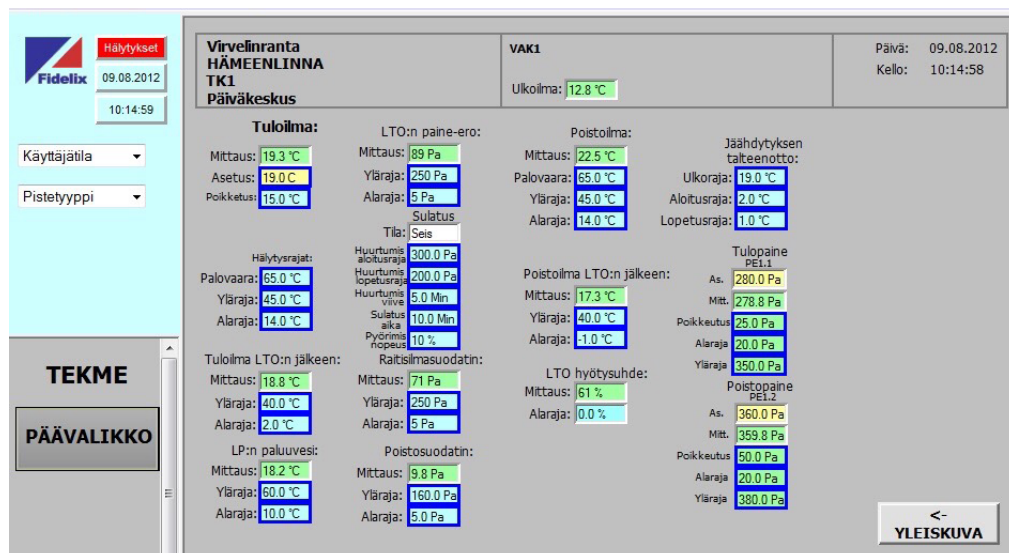 Fidelix
Hälytykset
09.08.2012
10:14:59
Käyttäjätila
Pistetyyppi
TEKME
PÄÄVALIKKO
Virvelinranta
HÄMEENLINNA
TK1
Päiväkeskus
VAK1
Ulkoilma: 12.8 °C
Päivä: 09.08.2012
Kello: 10:14:58
Tuloilma:
Mittaus: 19.3 °C
Asetus: 19.0 C
Poikketus: 15.0 °C
Hälytysrajat:
Palovaara: 65.0 °C
Yläraja: 45.0 °C
Alaraja: 14.0 °C
Tuloilma LTO:n jälkeen:
Mittaus: 18.8 °C
Yläraja: 40.0 °C
Alaraja: 2.0 °C
LP:n paluuvesi:
Mittaus: 18.2 °C
Yläraja: 60.0 °C
Alaraja: 10.0 °C
LTO:n paine-ero:
Mittaus: 89 Pa
Yläraja: 250 Pa
Alaraja: 5 Pa
Sulatus
Tila: Seis
Huurtumis
aloitusraja 300.0 Pa
Huurtumis
lopetusraja 200.0 Pa
Huurtumis
viive 5.0 Min
Sulatus
aika 10.0 Min
Pyörimis
nopeus 10 %
Raitisilmasuodatin:
Mittaus: 71 Pa
Yläraja: 250 Pa
Alaraja: 5 Pa
Poistosuodatin:
Mittaus: 9.8 Pa
Yläraja: 160.0 Pa
Alaraja: 5.0 Pa
Poistoilma:
Mittaus: 22.5 °C
Palovaara: 65.0 °C
Yläraja: 45.0 °C
Alaraja: 14.0 °C
Poistoilma LTO:n jälkeen:
Mittaus: 17.3 °C
Yläraja: 40.0 °C
Alaraja: -1.0 °C
LTO hyötysuhde:
Mittaus: 61 %
Alaraja: 0.0 %
Jäähdytyksen
talteenotto:
Ulkoraja: 19.0 °C
Aloitusraja: 2.0 °C
Lopetusraja: 1.0 °C
Tulopaine
PE1.1
As. 280.0 Pa
Mitt. 278.8 Pa
Poikkeutus 25.0 Pa
Alaraja 20.0 Pa
Yläraja 350.0 Pa
Poistopaine
PE1.2
As. 360.0 Pa
Mitt. 359.8 Pa
Poikkeutus 50.0 Pa
Alaraja 20.0 Pa
Yläraja 380.0 Pa
<-
YLEISKUVA